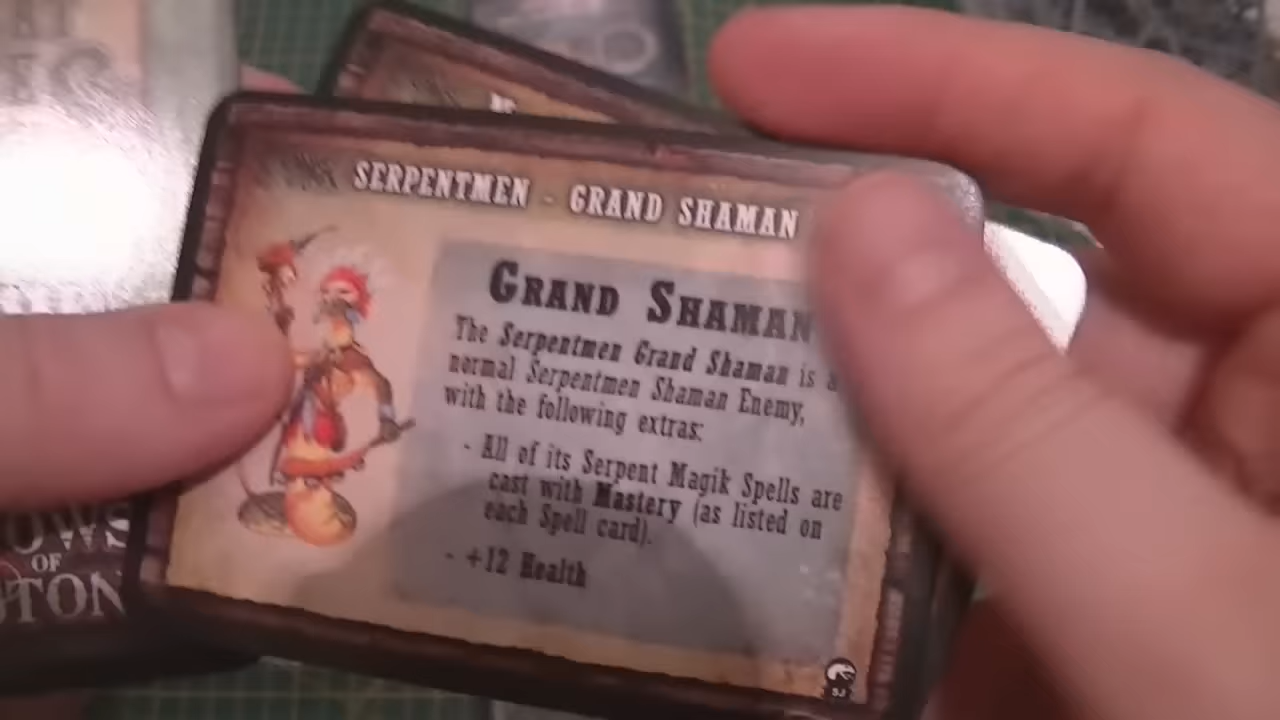 SERPENTMEN - GRAND SHAMAN
GRAND SHAMAN
The Serpentmen Grand Shaman is a
normal Serpentmen Shaman Enemy,
with the following extras:
- All of its Serpent Magik Spells are
cast with Mastery (as listed on
each Spell card).
- +12 Health
SJ
OWS
OF
STON